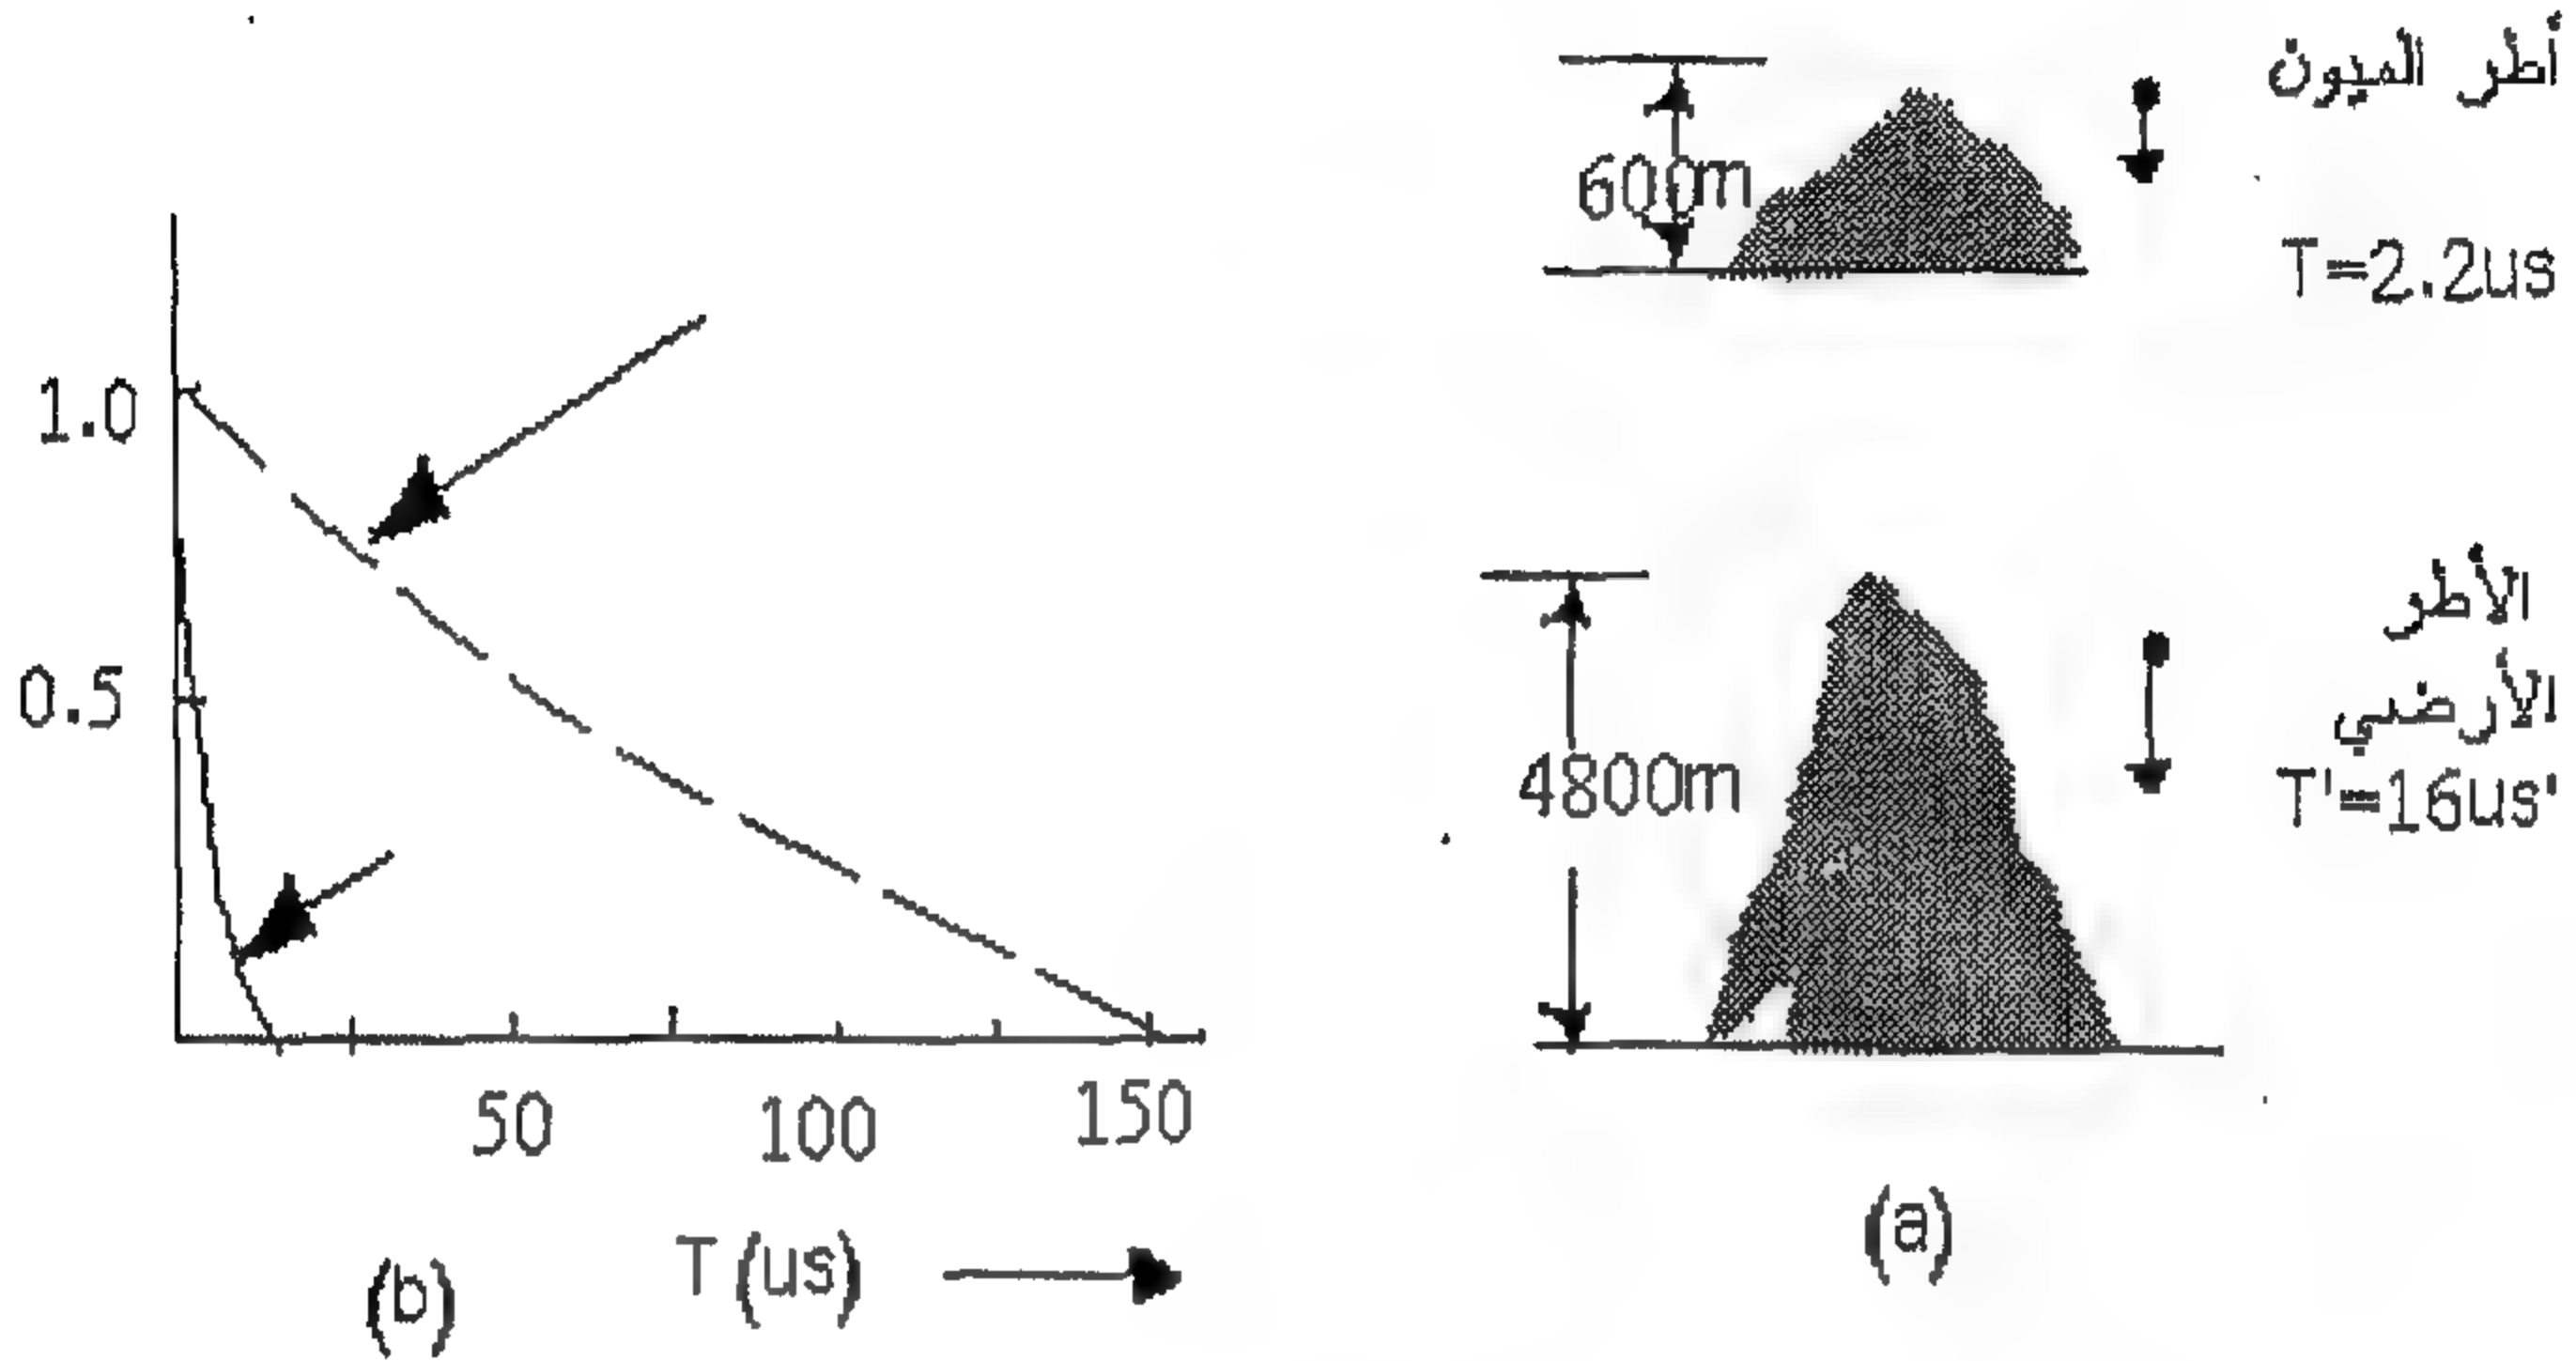 أطر الميون
600m
T=2.2us
الأطر
الأرضي
T'=16us'
4800m
(a)
1.0
0.5
50
100
150
T (us)
(b)